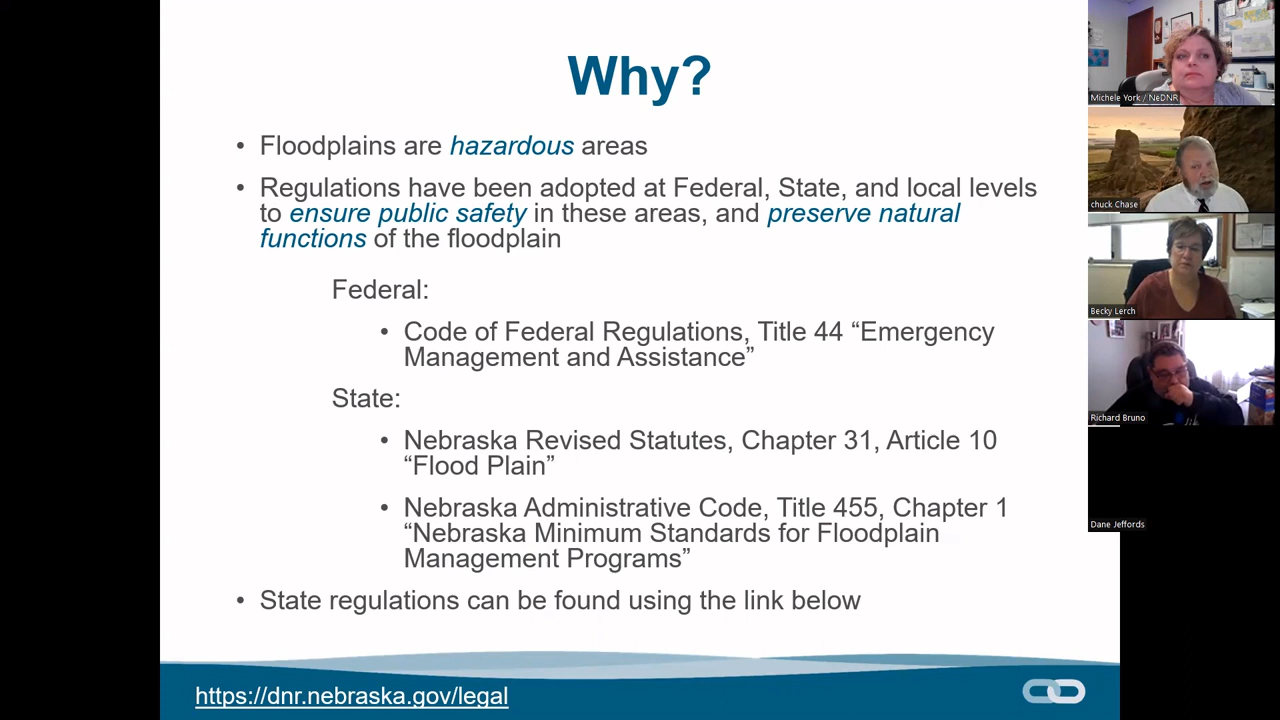 Why?
• Floodplains are hazardous areas
• Regulations have been adopted at Federal, State, and local levels
to ensure public safety in these areas, and preserve natural
functions of the floodplain
Federal:
• Code of Federal Regulations, Title 44 “Emergency
Management and Assistance”
State:
• Nebraska Revised Statutes, Chapter 31, Article 10
“Flood Plain”
• Nebraska Administrative Code, Title 455, Chapter 1
“Nebraska Minimum Standards for Floodplain
Management Programs”
• State regulations can be found using the link below
https://dnr.nebraska.gov/legal
Michele York / NeDNR
chuck Chase
Becky Lerch
Richard Bruno
Dane Jeffords